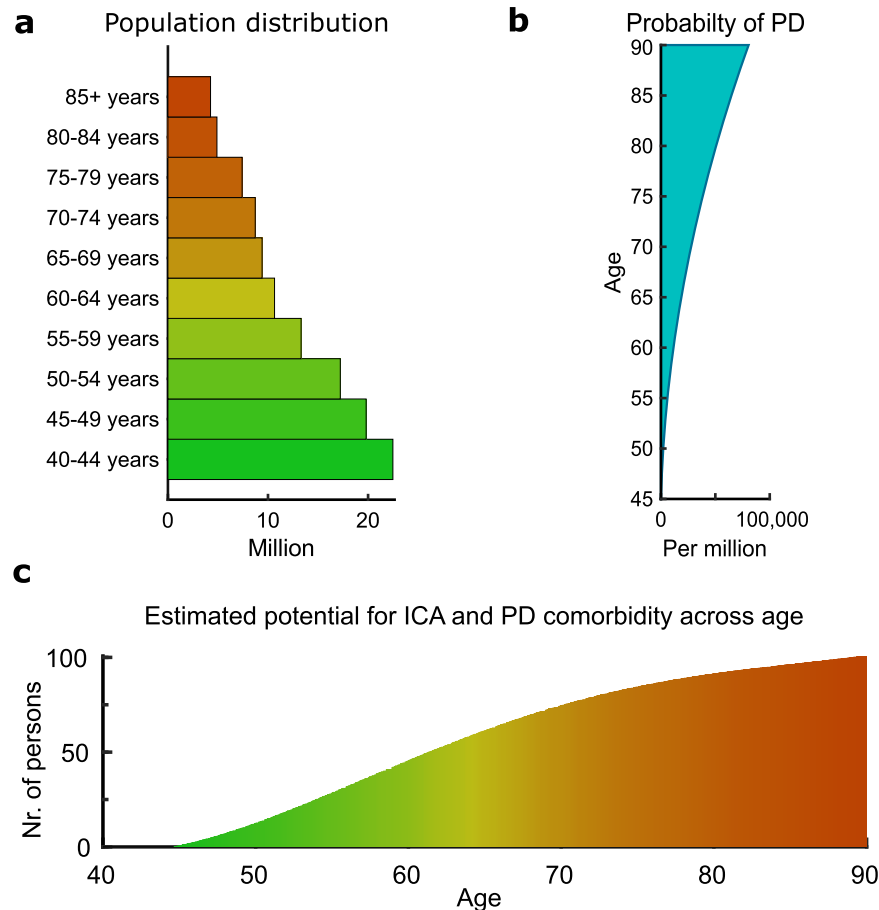 a
Population distribution
85+ years
80-84 years
75-79 years
70-74 years
65-69 years
60-64 years
55-59 years
50-54 years
45-49 years
40-44 years
0 10 20
Million
b
Probabilty of PD
90
85
80
75
70
65
60
55
50
45
Age
0 100,000
Per million
c
Estimated potential for ICA and PD comorbidity across age
Nr. of persons
100
50
0
40 50 60 70 80 90
Age